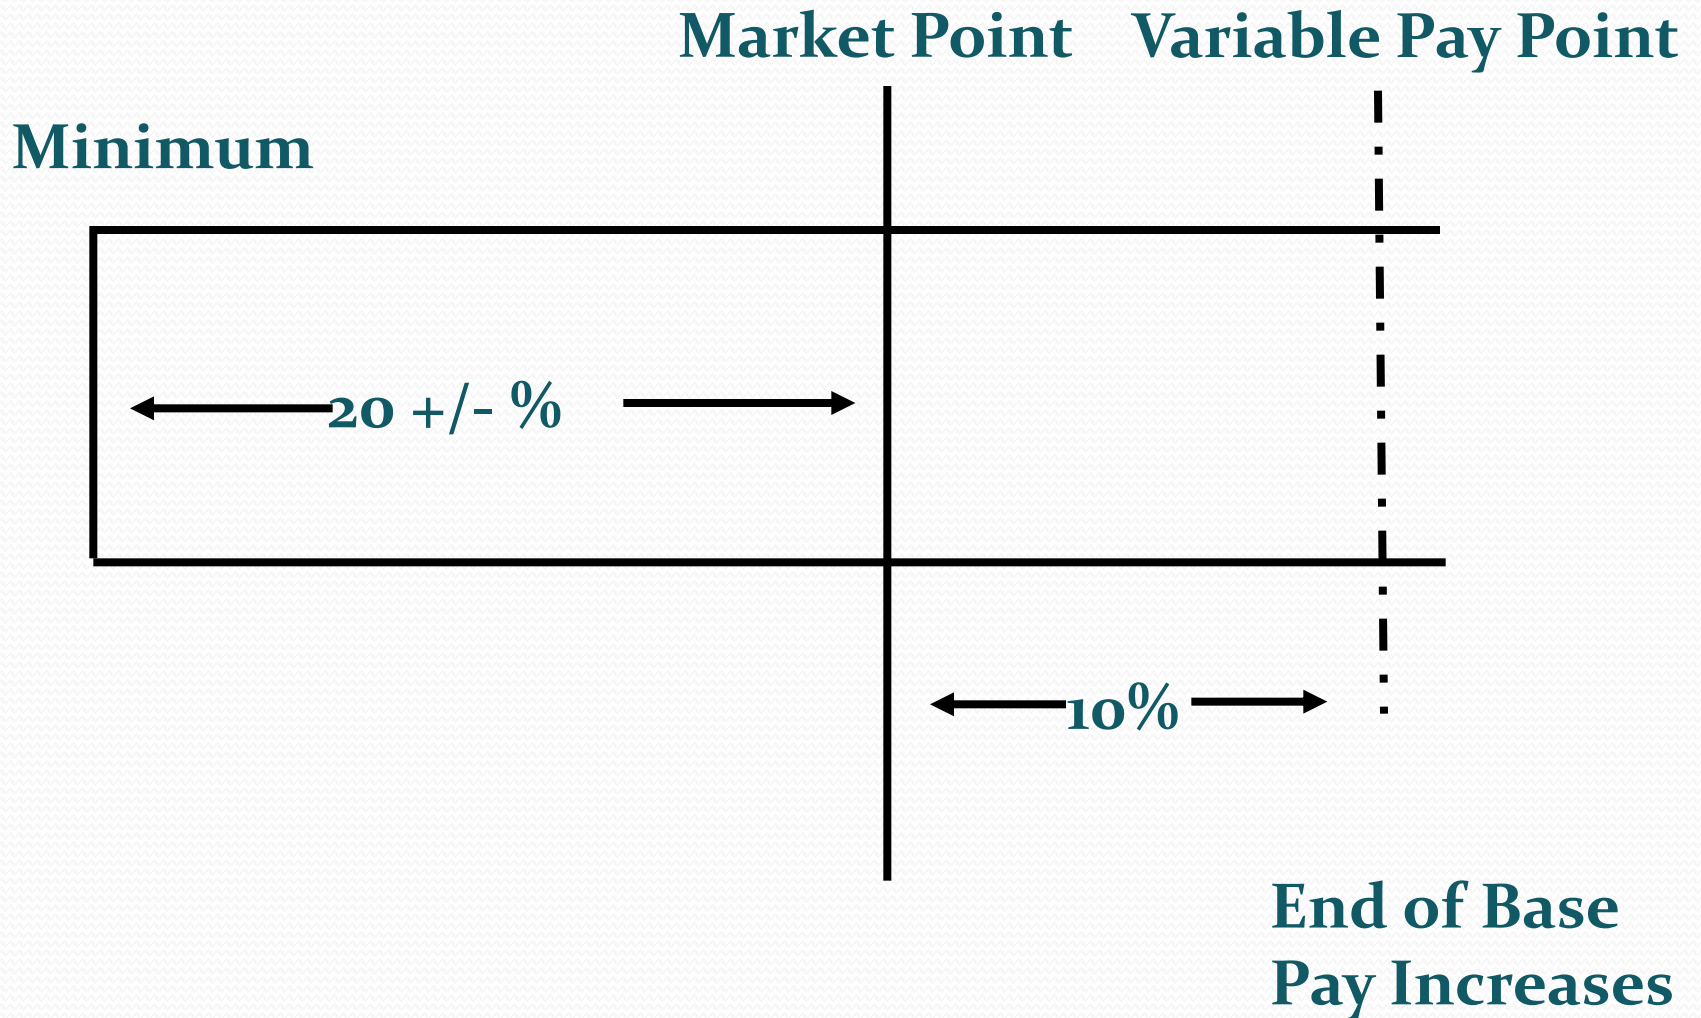 Market Point
Variable Pay Point
Minimum
20 +/- %
10%
End of Base
Pay Increases